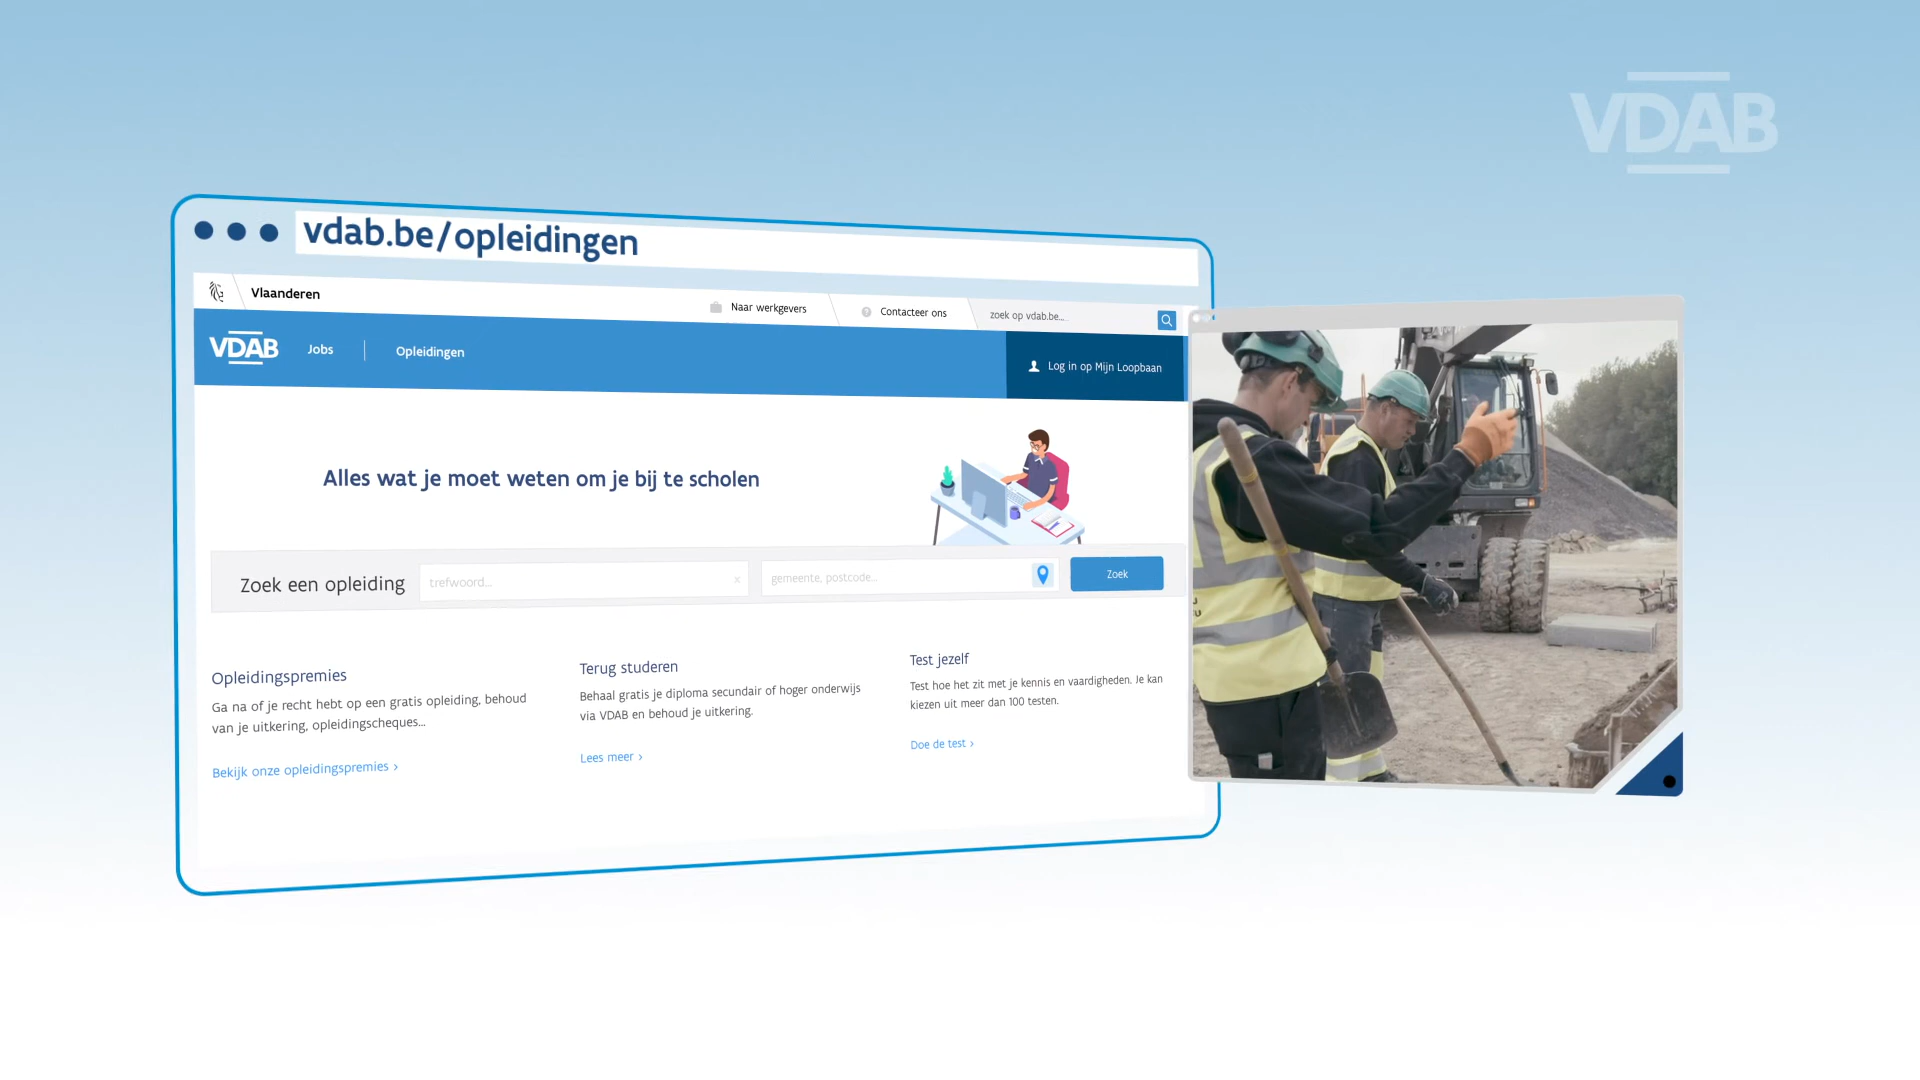 VDAB
vdab.be/opleidingen
Vlaanderen
Naar werkgevers
Contacteer ons
zoek op vdab.be...
VDAB
Jobs
Opleidingen
Log in op Mijn Loopbaan
Alles wat je moet weten om je bij te scholen
Zoek een opleiding
trefwoord...
x
gemeente, postcode...
Zoek
Opleidingspremies
Ga na of je recht hebt op een gratis opleiding, behoud
van je uitkering, opleidingscheques...
Bekijk onze opleidingspremies ›
Terug studeren
Behaal gratis je diploma secundair of hoger onderwijs
via VDAB en behoud je uitkering.
Lees meer ›
Test jezelf
Test hoe het zit met je kennis en vaardigheden. Je kan
kiezen uit meer dan 100 testen.
Doe de test ›